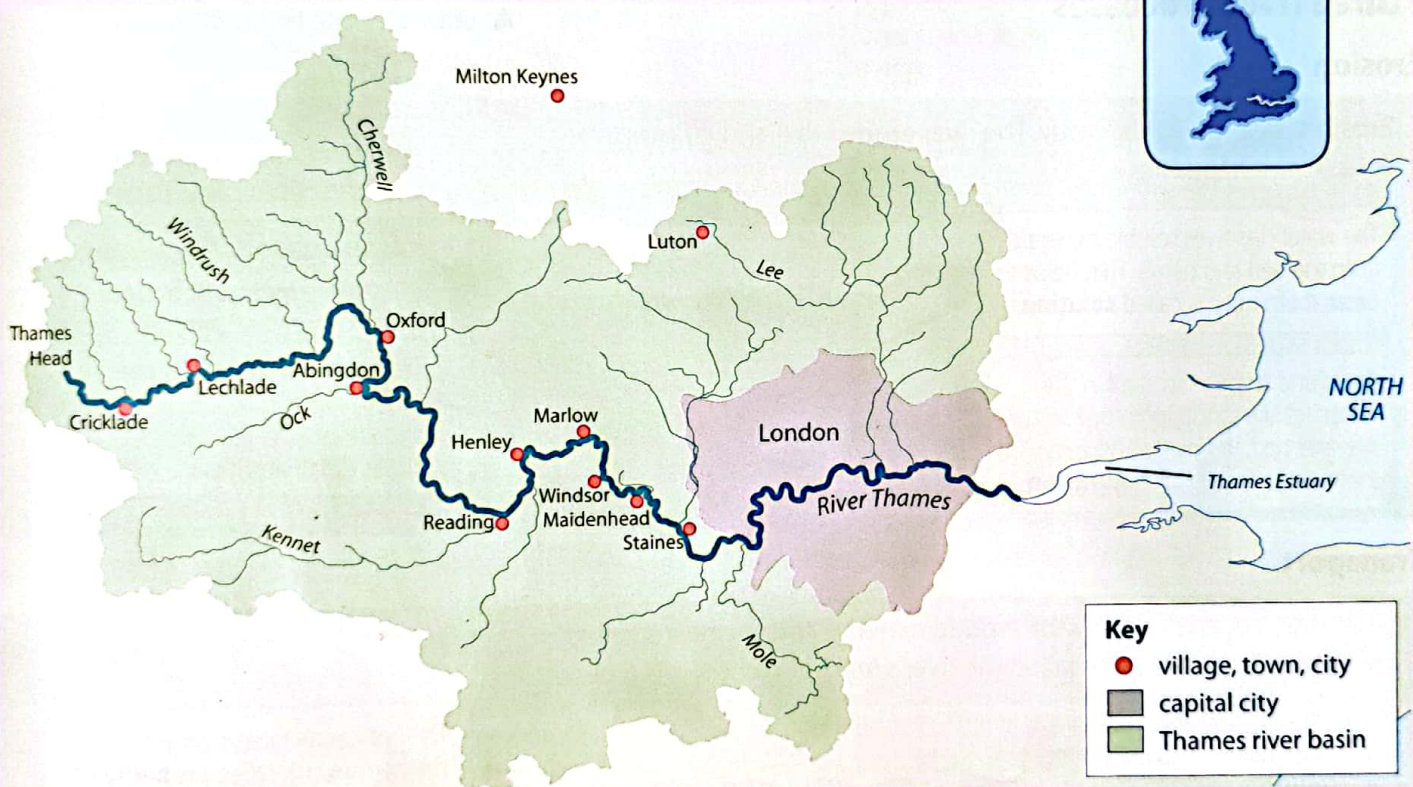 Milton Keynes
Cherwell
Windrush
Luton
Lee
Thames
Head
Oxford
Lechlade
Abingdon
Cricklade
Ock
NORTH
SEA
Marlow
London
Henley
Thames Estuary
Windsor
River Thames
Reading
Maidenhead
Kennet
Staines
Mole
Key
village, town, city
capital city
Thames river basin